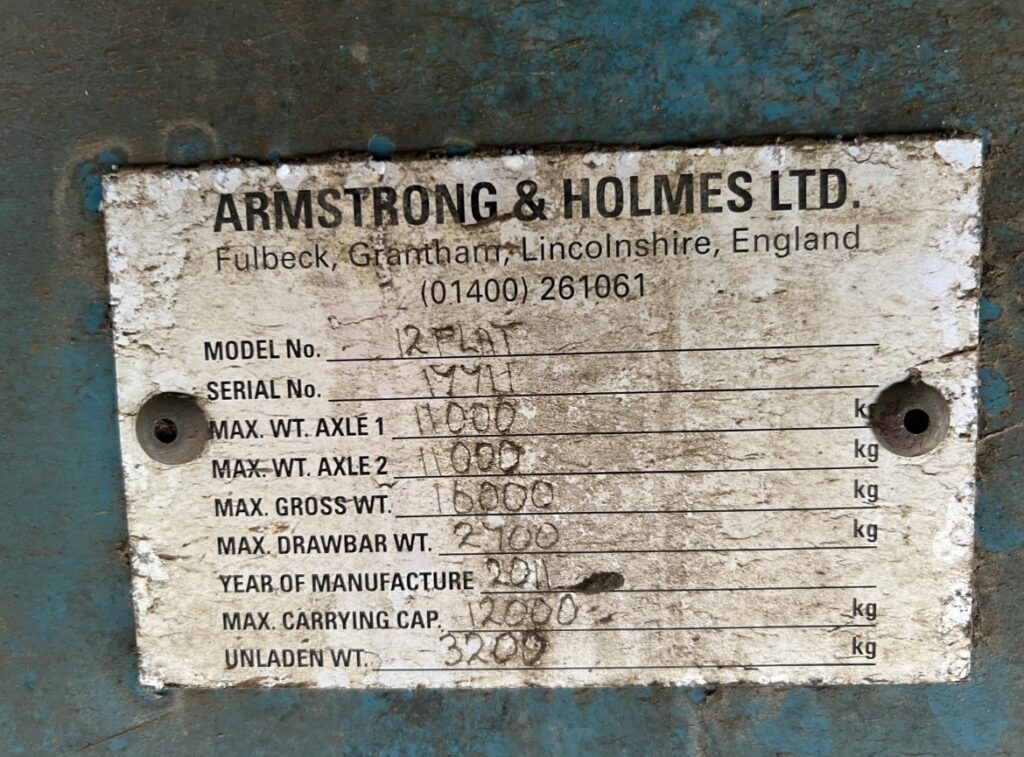 ARMSTRONG & HOLMES LTD.
Fulbeck, Grantham, Lincolnshire, England
(01400) 261061
MODEL No. 12 FLAT
SERIAL No.
MAX. WT. AXLE 1 11000 kg
MAX. WT. AXLE 2 11000 kg
MAX. GROSS WT. 16000 kg
MAX. DRAWBAR WT. kg
YEAR OF MANUFACTURE 2011
MAX. CARRYING CAP. 12000 kg
UNLADEN WT. 3200 kg